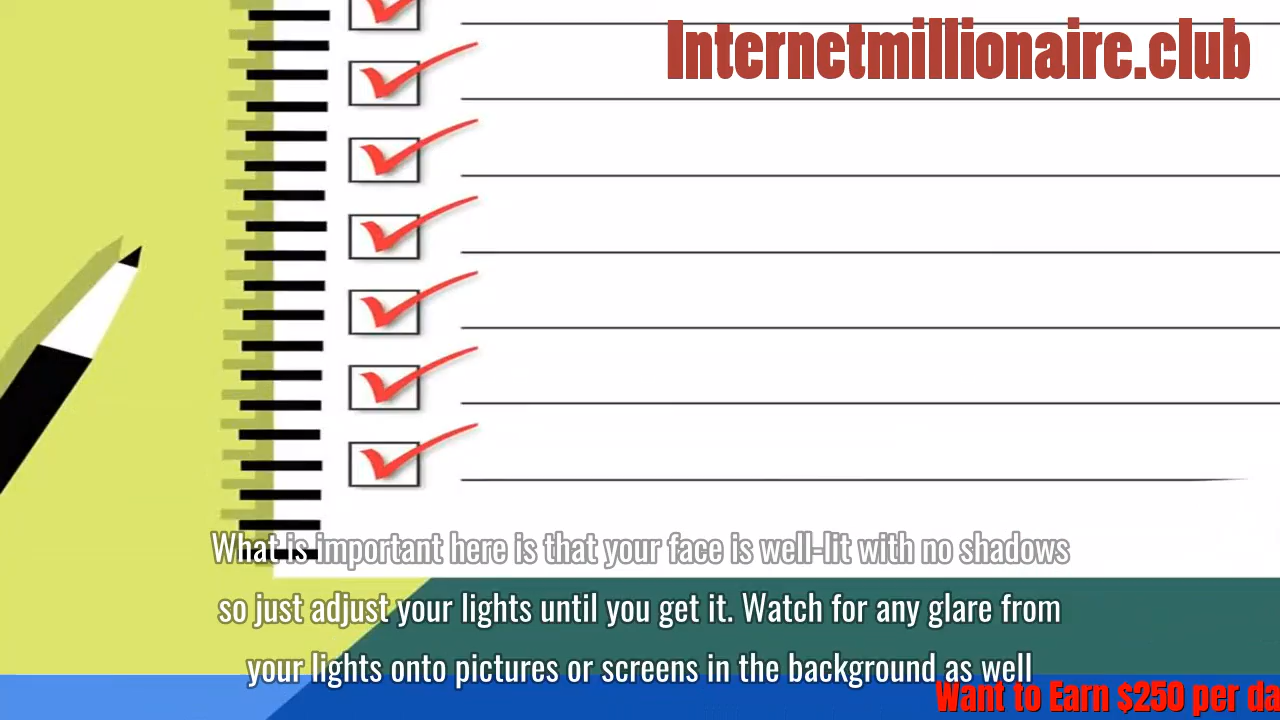 Internetmillionaire.club
What is important here is that your face is well-lit with no shadows
so just adjust your lights until you get it. Watch for any glare from
your lights onto pictures or screens in the background as well
Want to Earn $250 per da